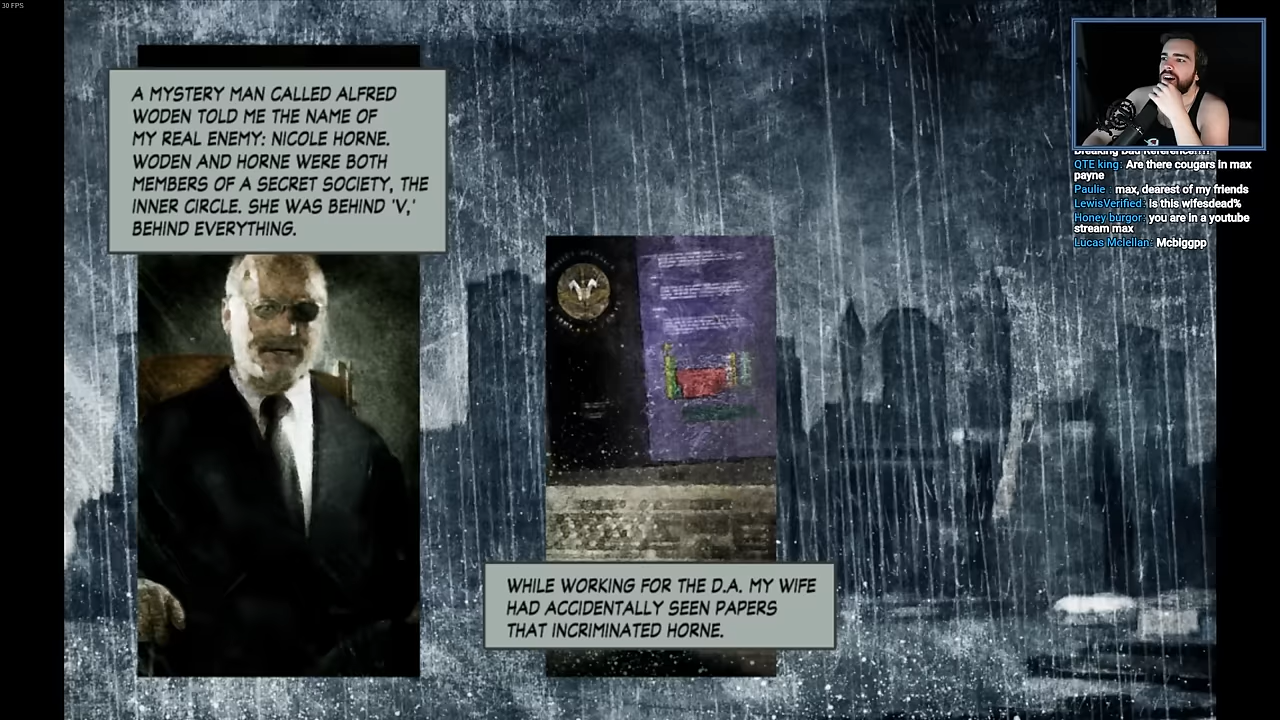 30 FPS
A MYSTERY MAN CALLED ALFRED
WODEN TOLD ME THE NAME OF
MY REAL ENEMY: NICOLE HORNE.
WODEN AND HORNE WERE BOTH
MEMBERS OF A SECRET SOCIETY, THE
INNER CIRCLE. SHE WAS BEHIND 'V,'
BEHIND EVERYTHING.
WHILE WORKING FOR THE D.A. MY WIFE
HAD ACCIDENTALLY SEEN PAPERS
THAT INCRIMINATED HORNE.
QTE king: Are there cougars in max
payne
Paulie : max, dearest of my friends
LewisVerified: is this wifesdead%
Honey burgor: you are in a youtube
stream max
Lucas Mclellan: Mcbiggpp